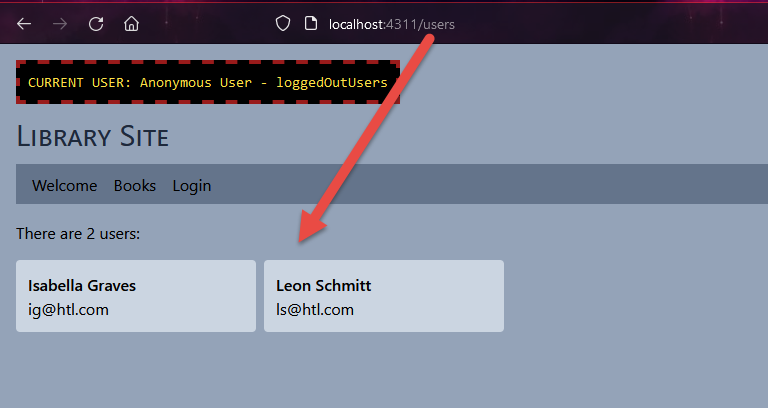 localhost:4311/users
CURRENT USER: Anonymous User - loggedOutUsers
Library Site
Welcome Books Login
There are 2 users:
Isabella Graves Leon Schmitt
ig@htl.com ls@htl.com